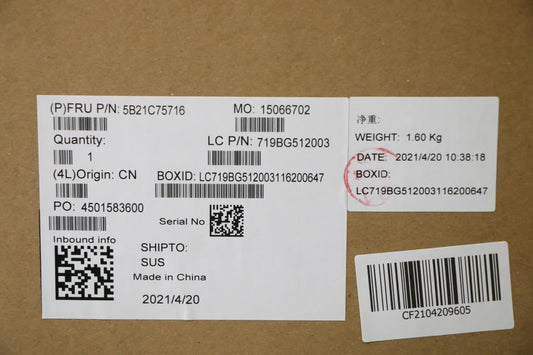 (P)FRU P/N: 5B21C75716 MO: 15066702
Quantity: LC P/N: 719BG512003
1
(4L)Origin: CN BOXID: LC719BG512003116200647
PO: 4501583600
Serial No
Inbound info
SHIPTO:
SUS
Made in China
2021/4/20
净重:
WEIGHT: 1.60 Kg
DATE: 2021/4/20 10:38:18
BOXID:
LC719BG512003116200647
CF2104209605